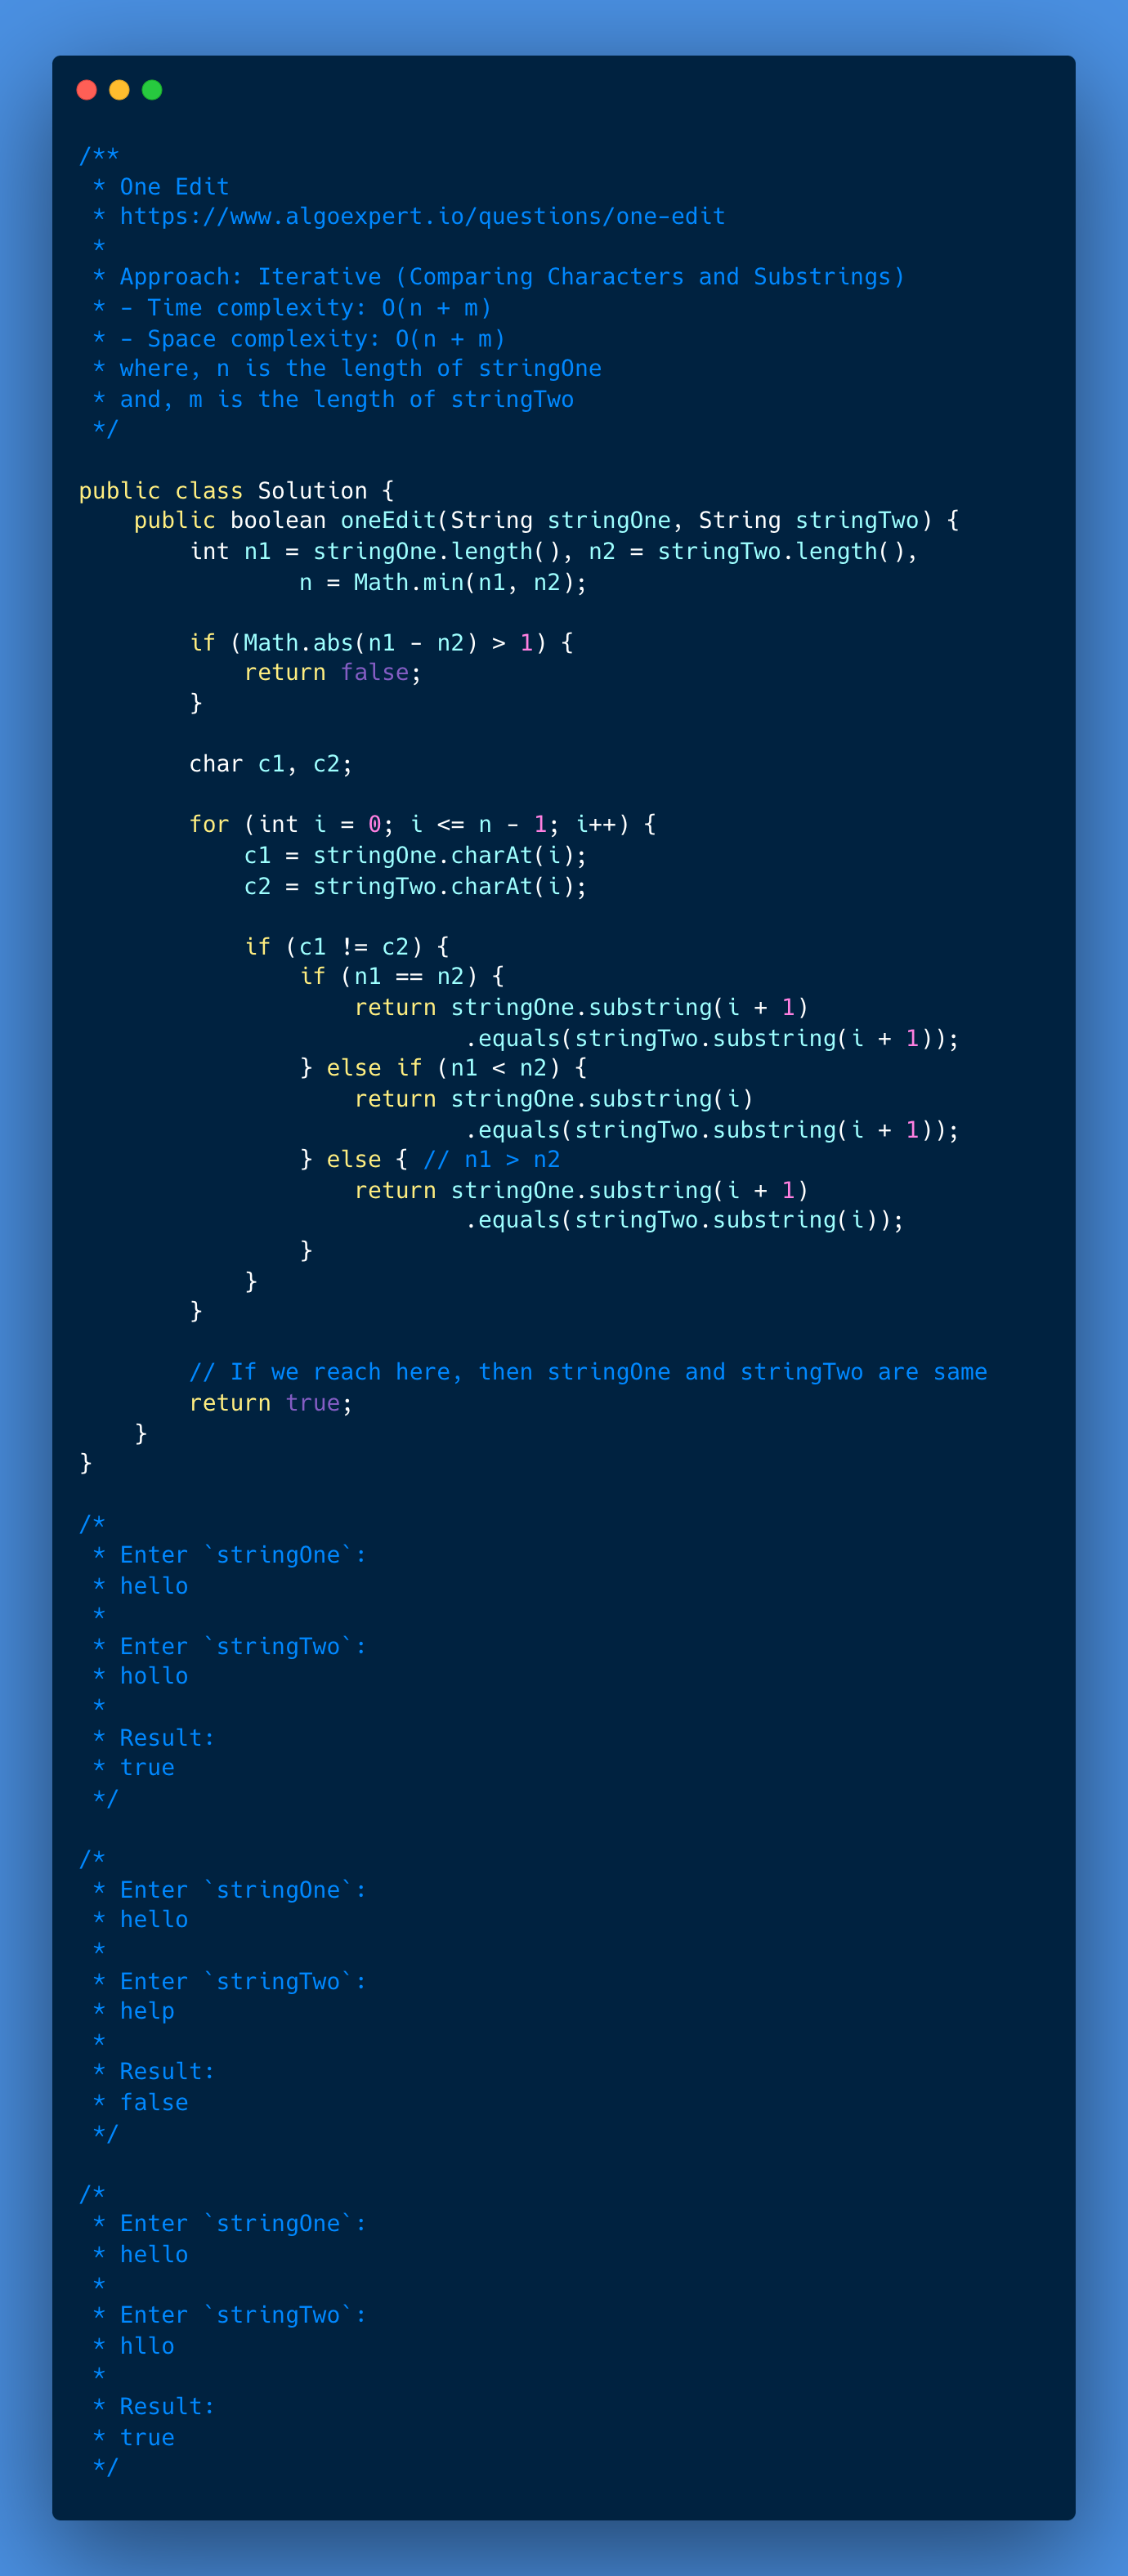 /**
 * One Edit
 * https://www.algoexpert.io/questions/one-edit
 *
 * Approach: Iterative (Comparing Characters and Substrings)
 * - Time complexity: O(n + m)
 * - Space complexity: O(n + m)
 * where, n is the length of stringOne
 * and, m is the length of stringTwo
 */

public class Solution {
    public boolean oneEdit(String stringOne, String stringTwo) {
        int n1 = stringOne.length(), n2 = stringTwo.length(),
                n = Math.min(n1, n2);

        if (Math.abs(n1 - n2) > 1) {
            return false;
        }

        char c1, c2;

        for (int i = 0; i <= n - 1; i++) {
            c1 = stringOne.charAt(i);
            c2 = stringTwo.charAt(i);

            if (c1 != c2) {
                if (n1 == n2) {
                    return stringOne.substring(i + 1)
                            .equals(stringTwo.substring(i + 1));
                } else if (n1 < n2) {
                    return stringOne.substring(i)
                            .equals(stringTwo.substring(i + 1));
                } else { // n1 > n2
                    return stringOne.substring(i + 1)
                            .equals(stringTwo.substring(i));
                }
            }
        }

        // If we reach here, then stringOne and stringTwo are same
        return true;
    }
}

/*
 * Enter `stringOne`:
 * hello
 *
 * Enter `stringTwo`:
 * hollo
 *
 * Result:
 * true
 */

/*
 * Enter `stringOne`:
 * hello
 *
 * Enter `stringTwo`:
 * help
 *
 * Result:
 * false
 */

/*
 * Enter `stringOne`:
 * hello
 *
 * Enter `stringTwo`:
 * hllo
 *
 * Result:
 * true
 */